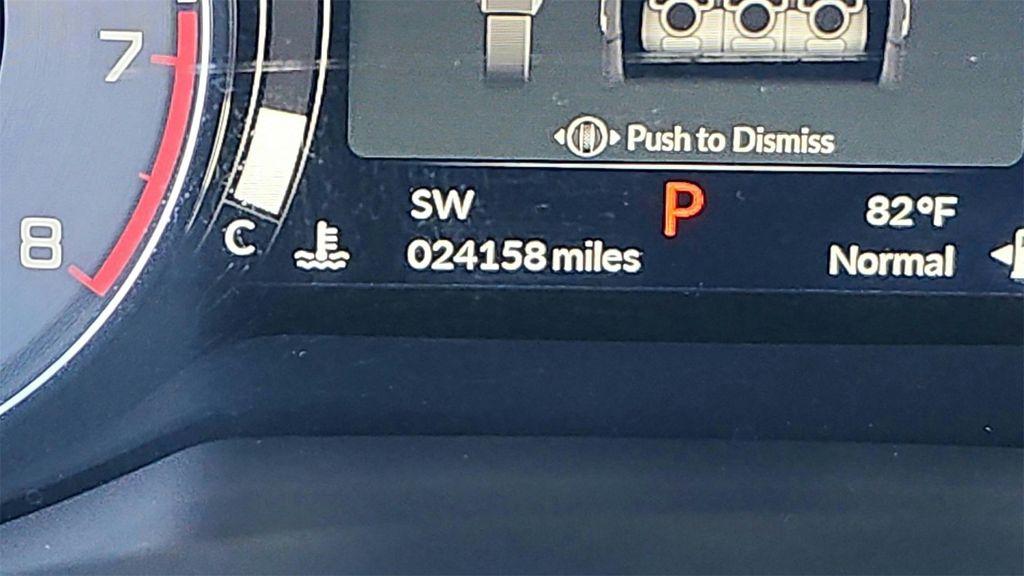 7
8
C
Push to Dismiss
SW
P
82°F
024158 miles
Normal